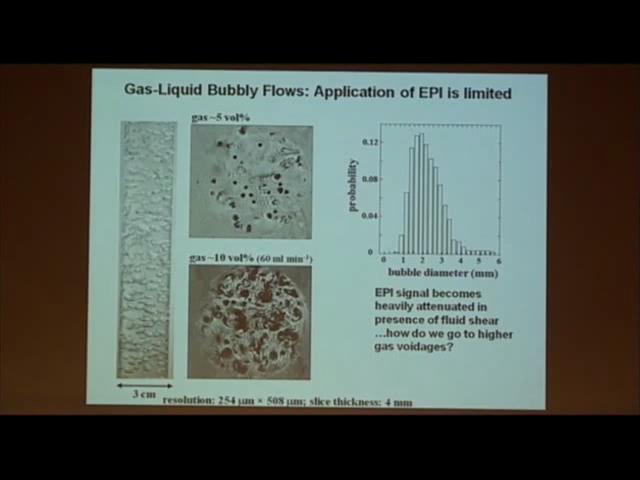 Gas-Liquid Bubbly Flows: Application of EPI is limited
gas ~5 vol%
gas ~10 vol% (60 ml min⁻¹)
3 cm
resolution: 254 μm × 508 μm; slice thickness: 4 mm
probability
0.12
0.08
0.04
0
0 1 2 3 4 5 6
bubble diameter (mm)
EPI signal becomes
heavily attenuated in
presence of fluid shear
...how do we go to higher
gas voidages?